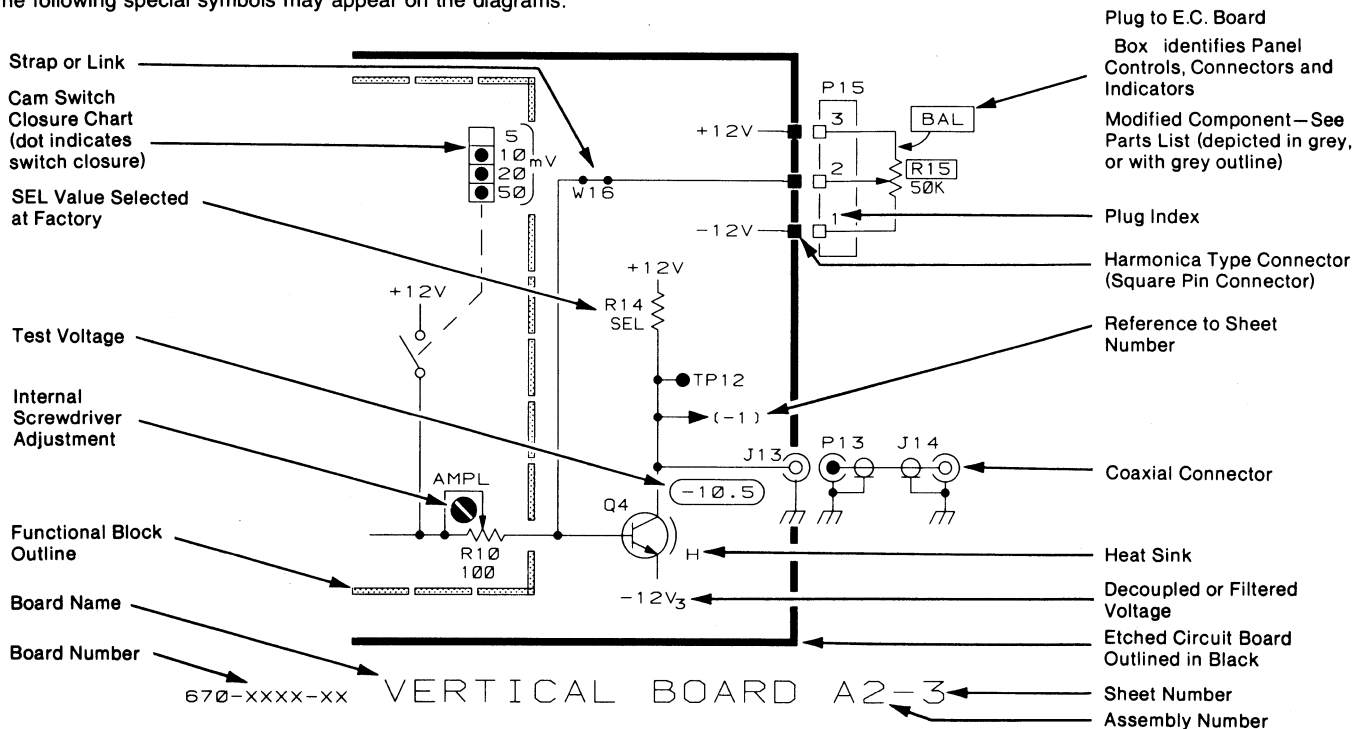 The following special symbols may appear on the diagrams:
Strap or Link
Cam Switch
Closure Chart
(dot indicates
switch closure)
SEL Value Selected
at Factory
Test Voltage
Internal
Screwdriver
Adjustment
Functional Block
Outline
Board Name
Board Number
5
10
20
50
mV
W16
+12V
+12V
R14
SEL
TP12
(-1)
AMPL
R10
100
Q4
-10.5
H
-12V3
J13
P13
J14
+12V
-12V
P15
3
2
1
BAL
R15
50K
670-XXXX-XX VERTICAL BOARD A2-3
Plug to E.C. Board
Box identifies Panel
Controls, Connectors and
Indicators
Modified Component—See
Parts List (depicted in grey,
or with grey outline)
Plug Index
Harmonica Type Connector
(Square Pin Connector)
Reference to Sheet
Number
Coaxial Connector
Heat Sink
Decoupled or Filtered
Voltage
Etched Circuit Board
Outlined in Black
Sheet Number
Assembly Number